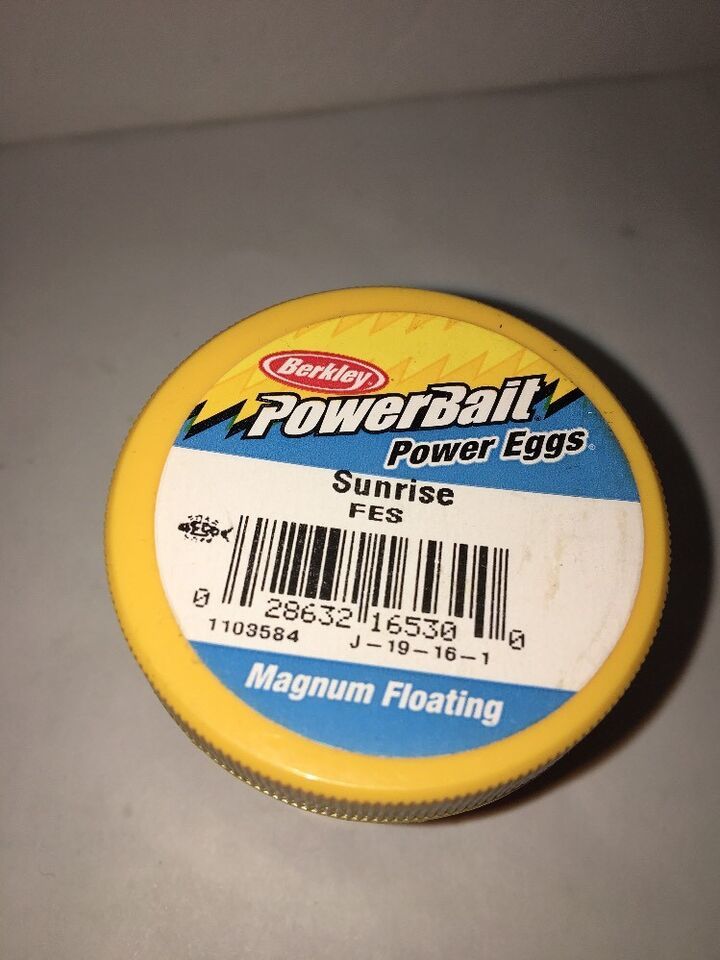 Berkley
PowerBait
Power Eggs
Sunrise
FES
0 28632 16530 0
1103584 J-19-16-1
Magnum Floating